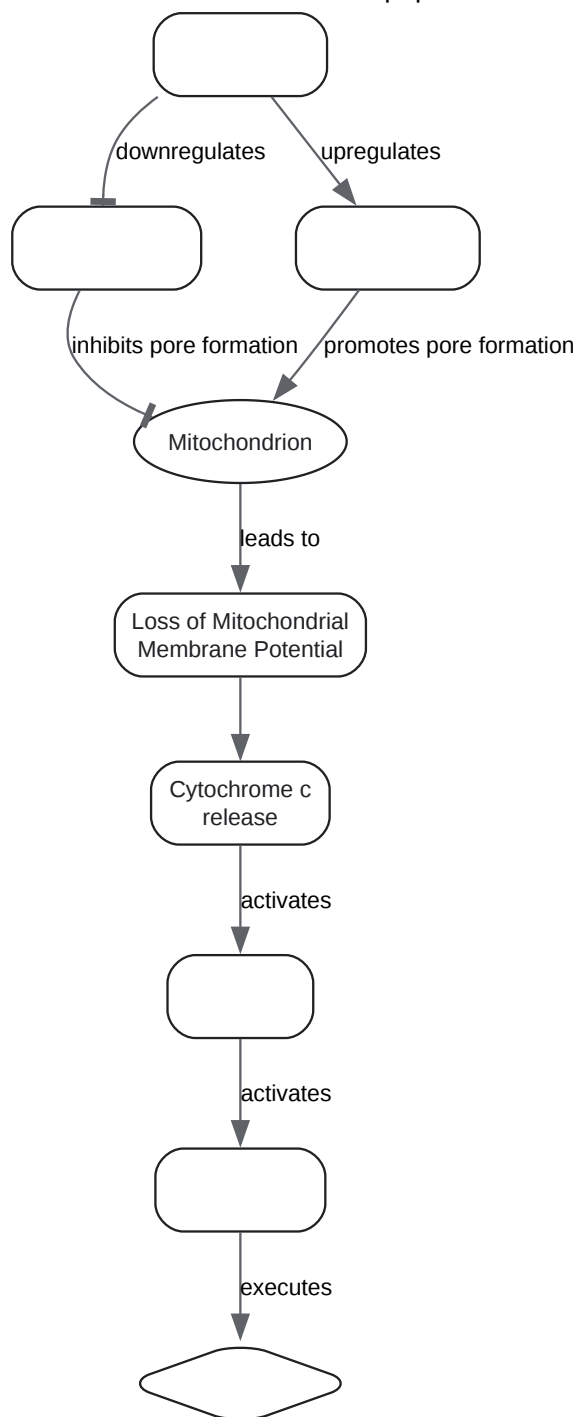 downregulates
upregulates
inhibits pore formation
promotes pore formation
Mitochondrion
leads to
Loss of Mitochondrial
Membrane Potential
Cytochrome c
release
activates
activates
executes